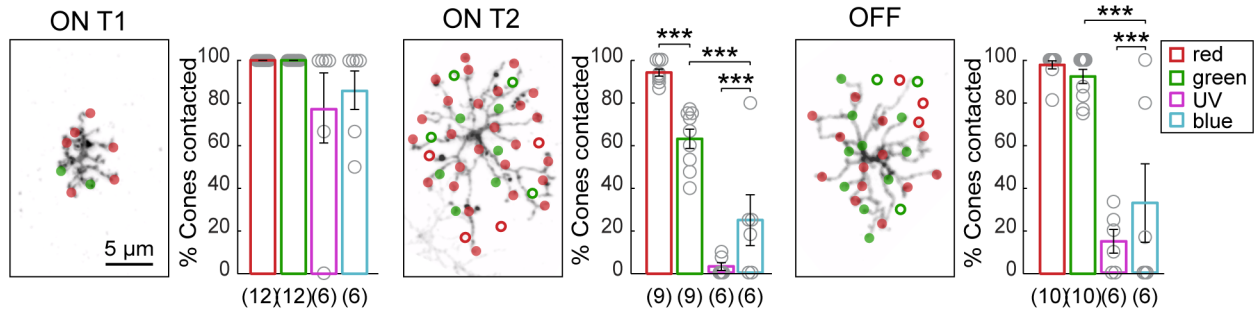 ON T1
5 µm
% Cones contacted
100
80
60
40
20
0
(12)(12)(6) (6)
ON T2
% Cones contacted
100
80
60
40
20
0
***
***
***
(9) (9) (6) (6)
OFF
% Cones contacted
100
80
60
40
20
0
***
***
(10)(10)(6) (6)
red
green
UV
blue